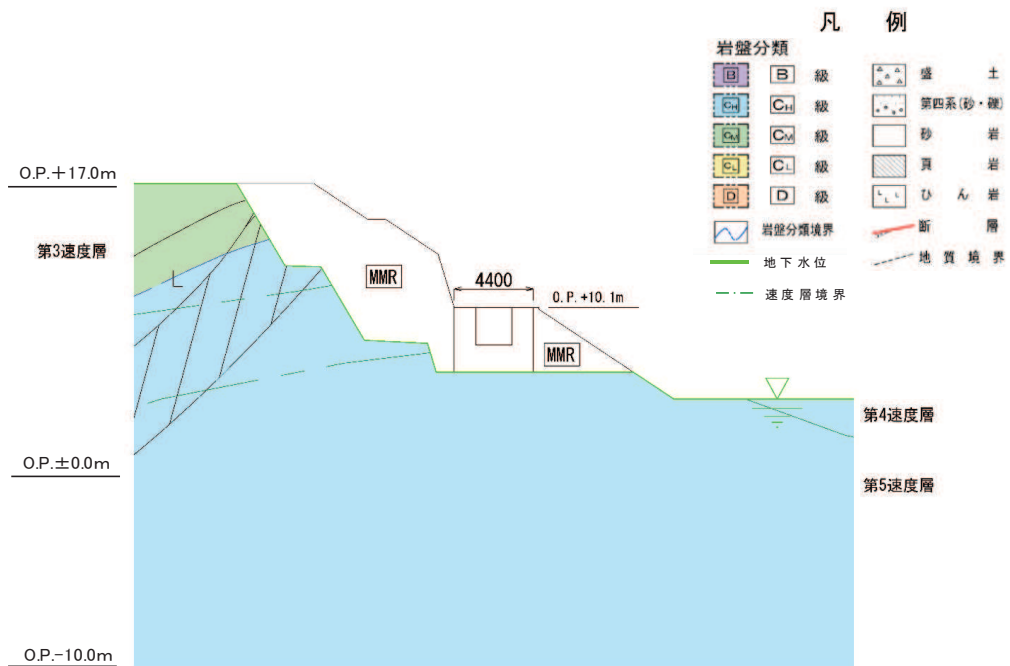 凡 例
岩盤分類
B B 級
CH CH 級
CM CM 級
CL CL 級
D D 級
岩盤分類境界
地下水位
速度層境界
盛 土
第四系(砂・礫)
砂 岩
頁 岩
ひ ん 岩
断 層
地 質 境 界
O.P.+17.0m
第3速度層
L
MMR
4400
O.P.+10.1m
MMR
第4速度層
O.P.±0.0m
第5速度層
O.P.-10.0m